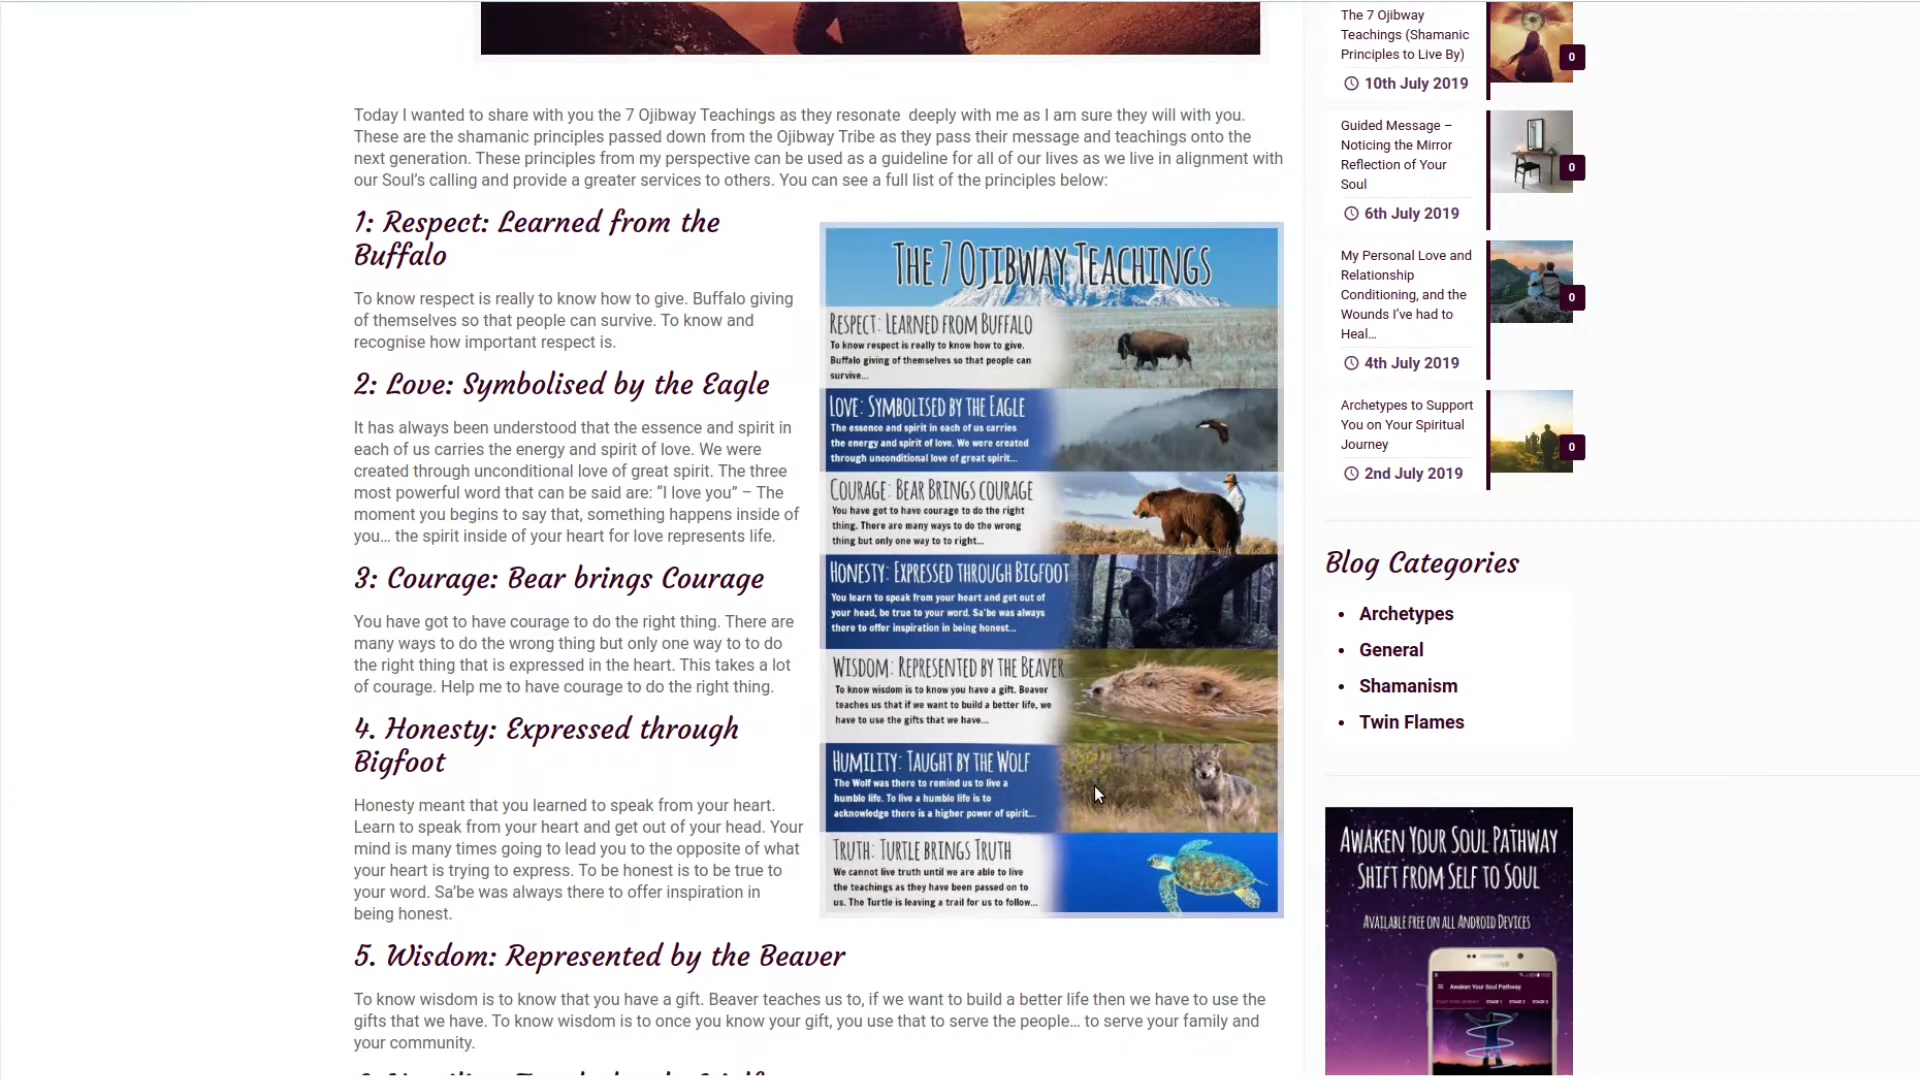 Today I wanted to share with you the 7 Ojibway Teachings as they resonate  deeply with me as I am sure they will with you.
These are the shamanic principles passed down from the Ojibway Tribe as they pass their message and teachings onto the
next generation. These principles from my perspective can be used as a guideline for all of our lives as we live in alignment with
our Soul's calling and provide a greater services to others. You can see a full list of the principles below:
1: Respect: Learned from the
Buffalo
To know respect is really to know how to give. Buffalo giving
of themselves so that people can survive. To know and
recognise how important respect is.
2: Love: Symbolised by the Eagle
It has always been understood that the essence and spirit in
each of us carries the energy and spirit of love. We were
created through unconditional love of great spirit. The three
most powerful word that can be said are: “I love you” – The
moment you begins to say that, something happens inside of
you… the spirit inside of your heart for love represents life.
3: Courage: Bear brings Courage
You have got to have courage to do the right thing. There are
many ways to do the wrong thing but only one way to to do
the right thing that is expressed in the heart. This takes a lot
of courage. Help me to have courage to do the right thing.
4. Honesty: Expressed through
Bigfoot
Honesty meant that you learned to speak from your heart.
Learn to speak from your heart and get out of your head. Your
mind is many times going to lead you to the opposite of what
your heart is trying to express. To be honest is to be true to
your word. Sa'be was always there to offer inspiration in
being honest.
5. Wisdom: Represented by the Beaver
To know wisdom is to know that you have a gift. Beaver teaches us to, if we want to build a better life then we have to use the
gifts that we have. To know wisdom is to once you know your gift, you use that to serve the people… to serve your family and
your community.
THE 7 OJIBWAY TEACHINGS
RESPECT: LEARNED FROM BUFFALO
To know respect is really to know how to give.
Buffalo giving of themselves so that people can
survive...
LOVE: SYMBOLISED BY THE EAGLE
The essence and spirit in each of us carries
the energy and spirit of love. We were created
through unconditional love of great spirit...
COURAGE: BEAR BRINGS COURAGE
You have got to have courage to do the right
thing. There are many ways to do the wrong
thing but only one way to to right...
HONESTY: EXPRESSED THROUGH BIGFOOT
You learn to speak from your heart and get out of
your head, be true to your word. Sa'be was always
there to offer inspiration in being honest...
WISDOM: REPRESENTED BY THE BEAVER
To know wisdom is to know you have a gift. Beaver
teaches us that if we want to build a better life, we
have to use the gifts that we have...
HUMILITY: TAUGHT BY THE WOLF
The Wolf was there to remind us to live a
humble life. To live a humble life is to
acknowledge there is a higher power of spirit...
TRUTH: TURTLE BRINGS TRUTH
We cannot live truth until we are able to live
the teachings as they have been passed on to
us. The Turtle is leaving a trail for us to follow...
The 7 Ojibway
Teachings (Shamanic
Principles to Live By)
0
10th July 2019
Guided Message –
Noticing the Mirror
Reflection of Your
Soul
0
6th July 2019
My Personal Love and
Relationship
Conditioning, and the
Wounds I've had to
Heal…
0
4th July 2019
Archetypes to Support
You on Your Spiritual
Journey
0
2nd July 2019
Blog Categories
Archetypes
General
Shamanism
Twin Flames
AWAKEN YOUR SOUL PATHWAY
SHIFT FROM SELF TO SOUL
AVAILABLE FREE ON ALL ANDROID DEVICES
Awaken Your Soul Pathway
STAGE 1 STAGE 2 STAGE 3